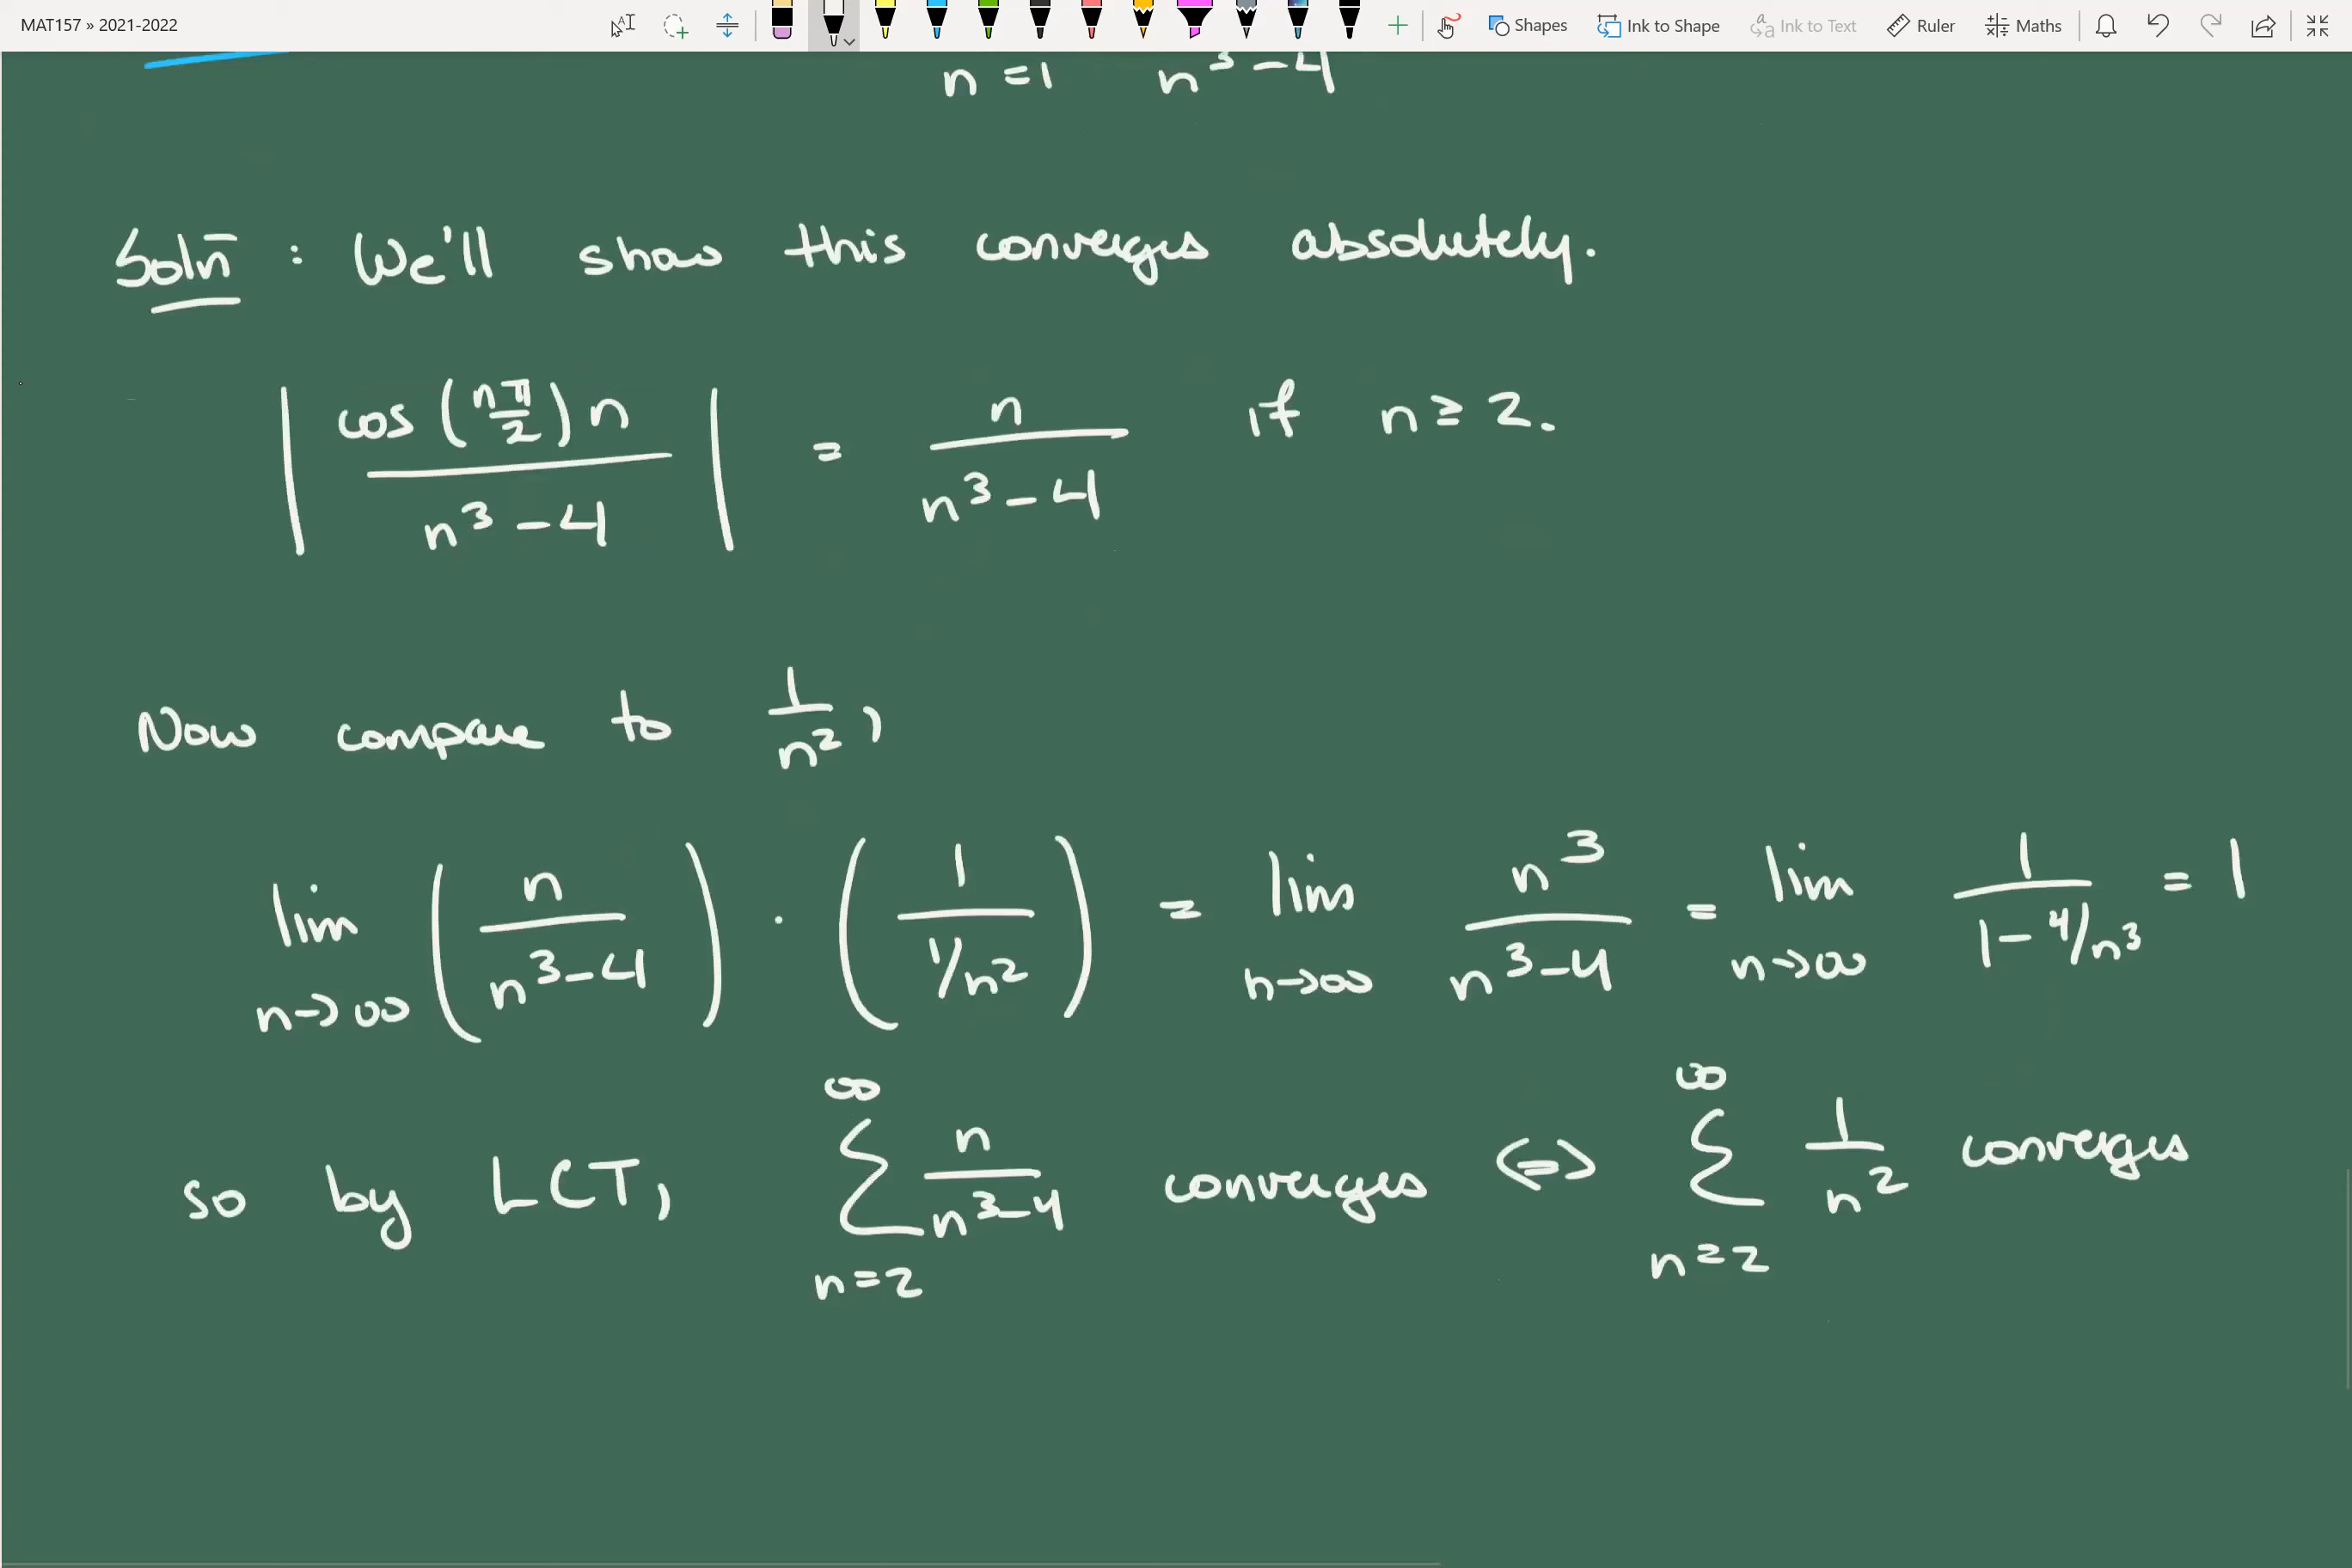 MAT157 » 2021-2022 Shapes Ink to Shape Ink to Text Ruler Maths
n=1 n³-4
Solñ : We'll show this converges absolutely.
| cos(nπ/2) n / (n³-4) | = n/(n³-4) if n ≥ 2.
Now compare to 1/n²,
lim n→∞ (n/(n³-4)) · (1/(1/n²)) = lim n→∞ n³/(n³-4) = lim n→∞ 1/(1-4/n³) = 1
so by LCT, ∞ Σ n=2 n/(n³-4) converges <=> ∞ Σ n=2 1/n² converges